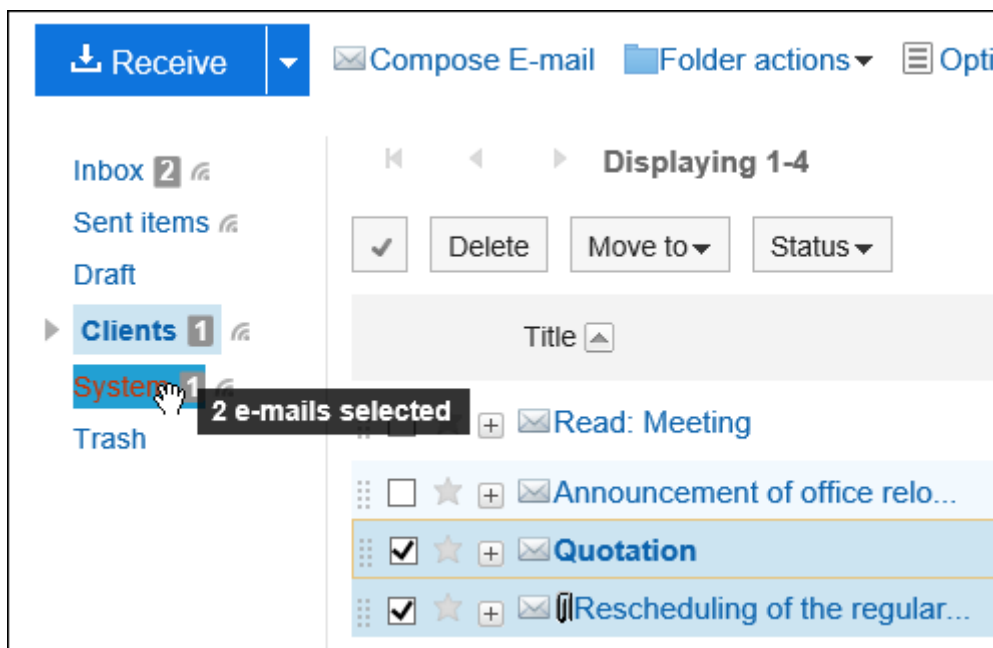 Receive Compose E-mail Folder actions Opti
Inbox 2
Sent items
Draft
Clients 1
System 1
Trash
Displaying 1-4
Delete Move to Status
Title
2 e-mails selected
Read: Meeting
Announcement of office relo...
Quotation
Rescheduling of the regular...